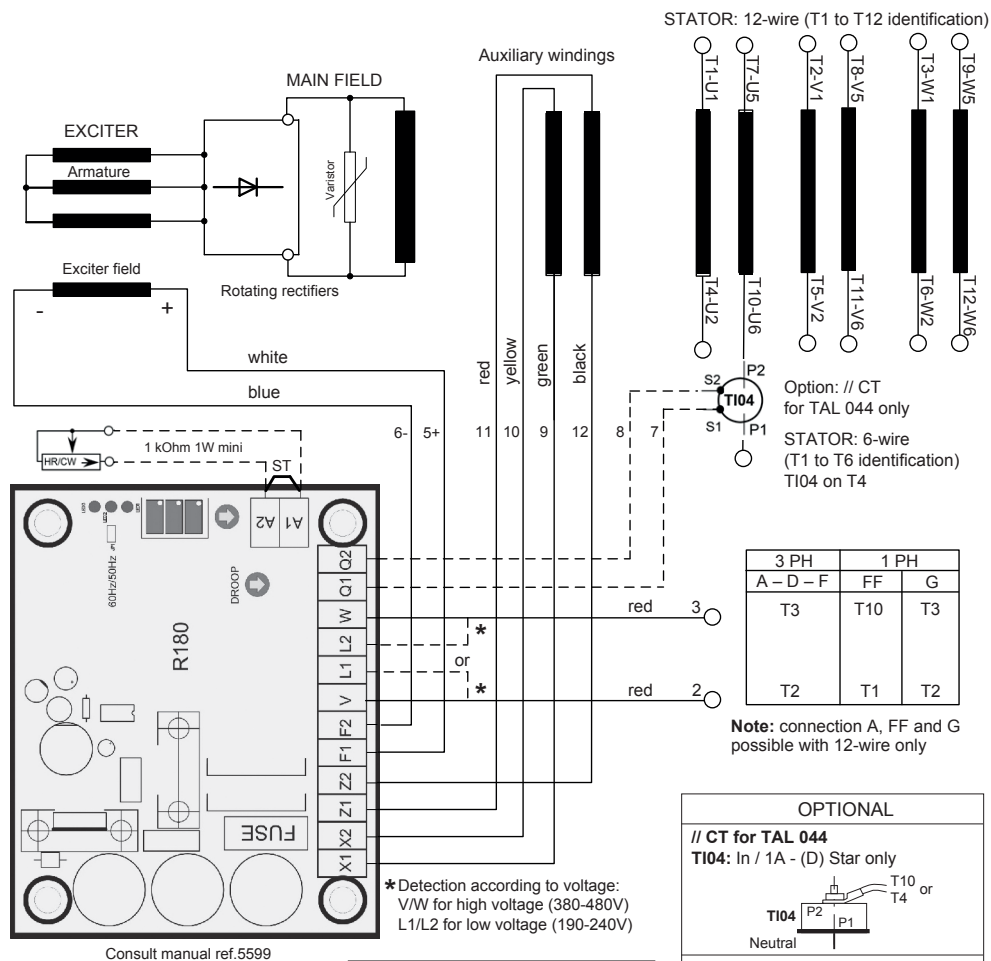 STATOR: 12-wire (T1 to T12 identification)
T1-U1
T7-U5
T2-V1
T8-V5
T3-W1
T9-W5
Auxiliary windings
MAIN FIELD
EXCITER
Armature
Varistor
Exciter field
- +
Rotating rectifiers
T4-U2
T10-U6
T5-V2
T11-V6
T6-W2
T12-W6
white
blue
red
yellow
green
black
6- 5+ 11 10 9 12 8 7
S2
P2
TI04
S1
P1
Option: // CT
for TAL 044 only
STATOR: 6-wire
(T1 to T6 identification)
TI04 on T4
1 kOhm 1W mini
HR/CW
ST
A2 A1
60Hz/50Hz
DROOP
R180
FUSE
Q2
Q1
W
L2
L1
V
F2
F1
Z2
Z1
X2
X1
red 3
*
or
*
red 2
3 PH 1 PH
A – D – F FF G
T3 T10 T3
T2 T1 T2
Note: connection A, FF and G
possible with 12-wire only
* Detection according to voltage:
V/W for high voltage (380-480V)
L1/L2 for low voltage (190-240V)
Consult manual ref.5599
OPTIONAL
// CT for TAL 044
TI04: In / 1A - (D) Star only
T10 or
T4
TI04 P2 P1
Neutral